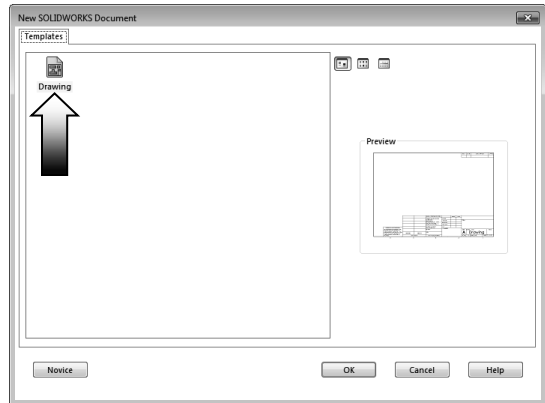 New SOLIDWORKS Document
Templates
Drawing
Preview
A Drawing
Novice
OK
Cancel
Help